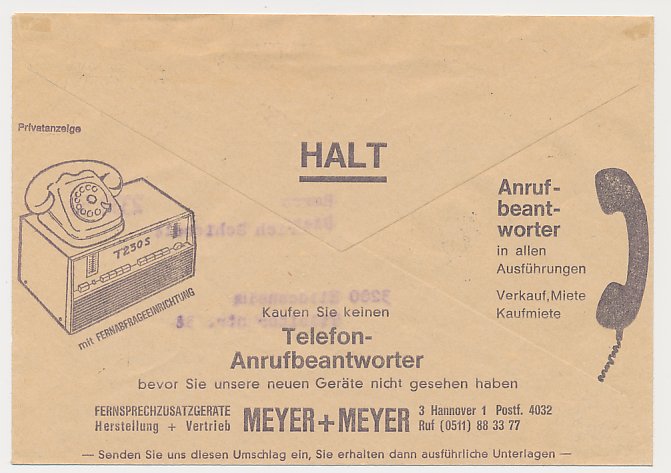 Privatanzeige
HALT
T230S
mit FERNABFRAGEEINRICHTUNG
Anruf-
beant-
worter
in allen
Ausführungen
Verkauf, Miete
Kaufmiete
Kaufen Sie keinen
Telefon-
Anrufbeantworter
bevor Sie unsere neuen Geräte nicht gesehen haben
FERNSPRECHZUSATZGERÄTE
Herstellung + Vertrieb
MEYER + MEYER
3 Hannover 1 Postf. 4032
Ruf (0511) 88 33 77
— Senden Sie uns diesen Umschlag ein, Sie erhalten dann ausführliche Unterlagen —